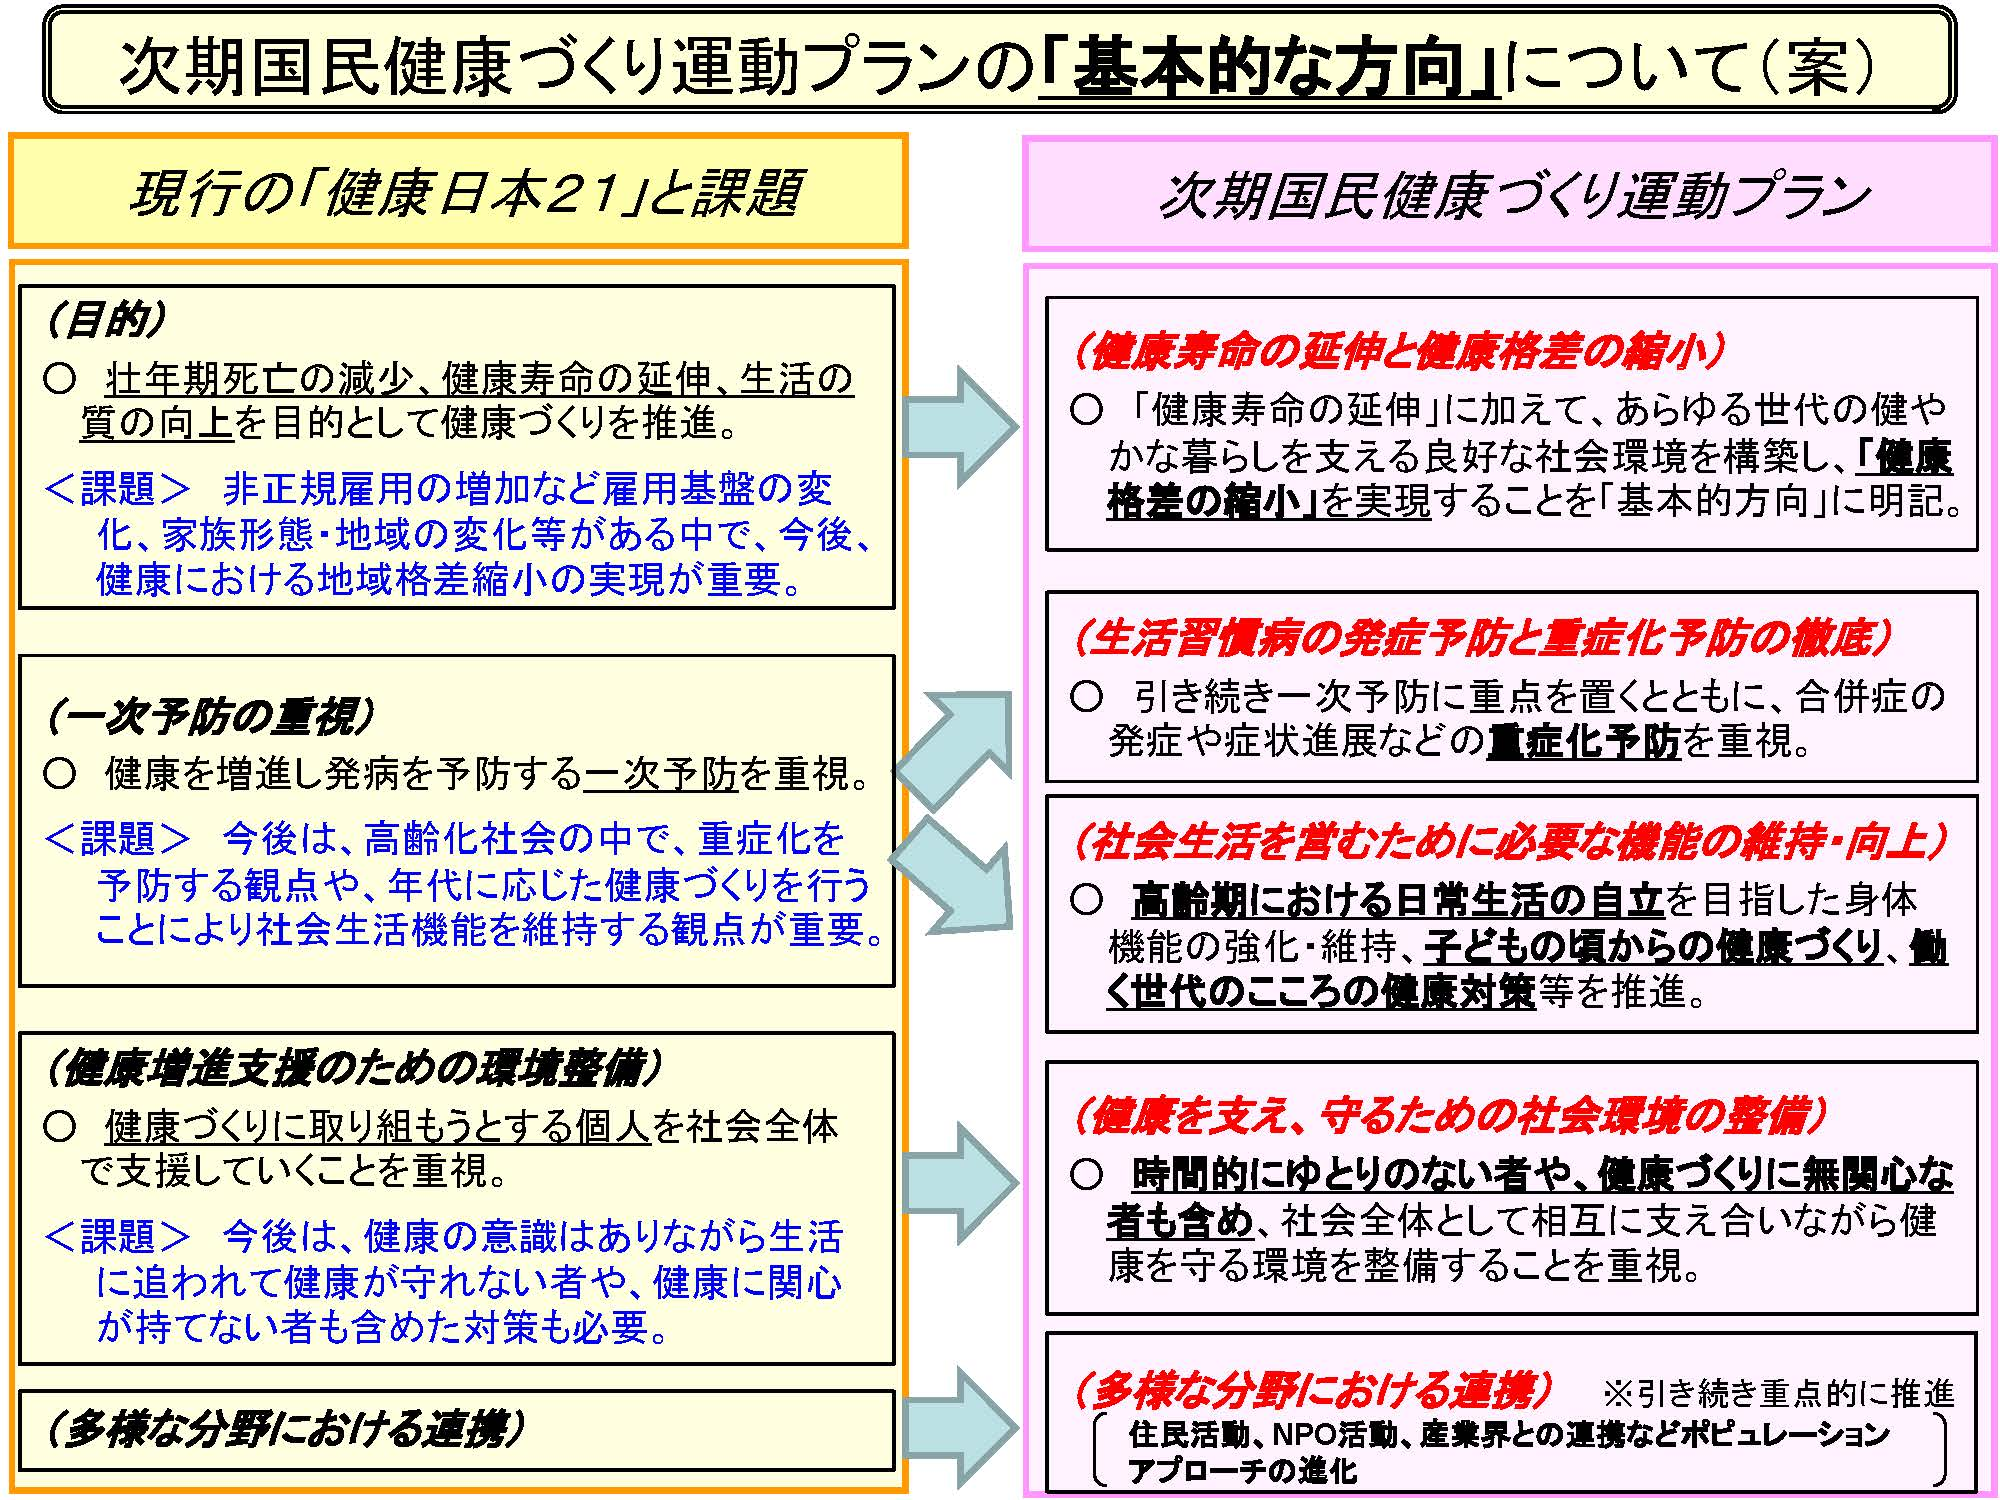 次期国民健康づくり運動プランの「基本的な方向」について（案）
現行の「健康日本２１」と課題
（目的）
○　壮年期死亡の減少、健康寿命の延伸、生活の
質の向上を目的として健康づくりを推進。
＜課題＞　非正規雇用の増加など雇用基盤の変
化、家族形態・地域の変化等がある中で、今後、
健康における地域格差縮小の実現が重要。
（一次予防の重視）
○　健康を増進し発病を予防する一次予防を重視。
＜課題＞　今後は、高齢化社会の中で、重症化を
予防する観点や、年代に応じた健康づくりを行う
ことにより社会生活機能を維持する観点が重要。
（健康増進支援のための環境整備）
○　健康づくりに取り組もうとする個人を社会全体
で支援していくことを重視。
＜課題＞　今後は、健康の意識はありながら生活
に追われて健康が守れない者や、健康に関心
が持てない者も含めた対策も必要。
（多様な分野における連携）
次期国民健康づくり運動プラン
（健康寿命の延伸と健康格差の縮小）
○　「健康寿命の延伸」に加えて、あらゆる世代の健や
かな暮らしを支える良好な社会環境を構築し、「健康
格差の縮小」を実現することを「基本的方向」に明記。
（生活習慣病の発症予防と重症化予防の徹底）
○　引き続き一次予防に重点を置くとともに、合併症の
発症や症状進展などの重症化予防を重視。
（社会生活を営むために必要な機能の維持・向上）
○　高齢期における日常生活の自立を目指した身体
機能の強化・維持、子どもの頃からの健康づくり、働
く世代のこころの健康対策等を推進。
（健康を支え、守るための社会環境の整備）
○　時間的にゆとりのない者や、健康づくりに無関心な
者も含め、社会全体として相互に支え合いながら健
康を守る環境を整備することを重視。
（多様な分野における連携）　※引き続き重点的に推進
住民活動、NPO活動、産業界との連携などポピュレーション
アプローチの進化